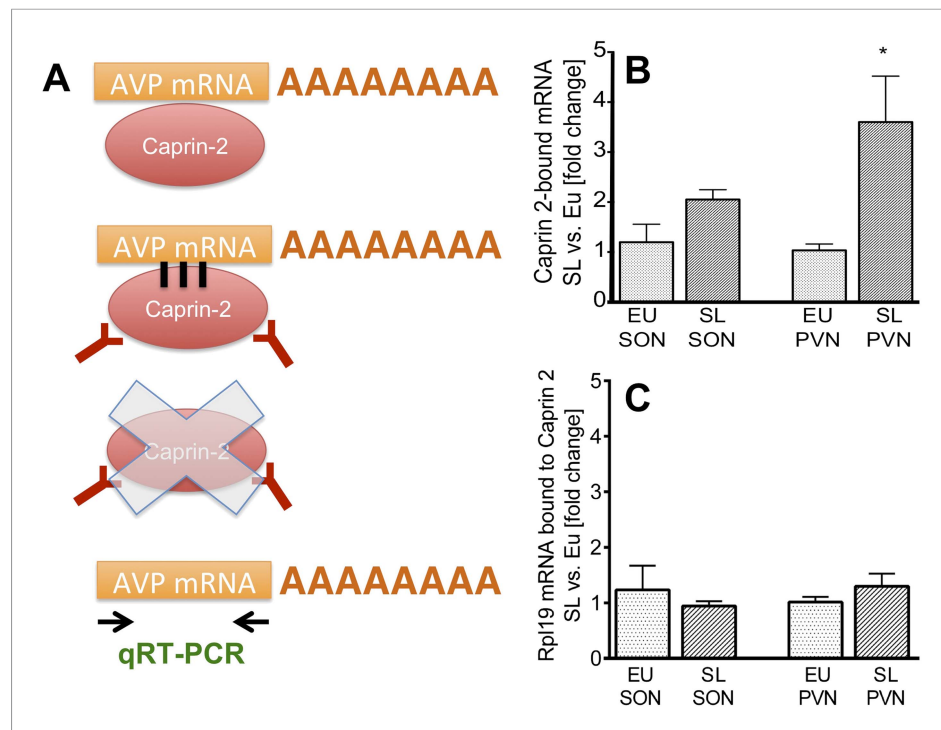 A
AVP mRNA AAAAAAAA
Caprin-2
AVP mRNA AAAAAAAA
Caprin-2
Caprin-2
AVP mRNA AAAAAAAA
qRT-PCR
B
Caprin 2-bound mRNA
SL vs. Eu [fold change]
5
4
3
2
1
0
*
EU SON
SL SON
EU PVN
SL PVN
C
Rpl19 mRNA bound to Caprin 2
SL vs. Eu [fold change]
5
4
3
2
1
0
EU SON
SL SON
EU PVN
SL PVN